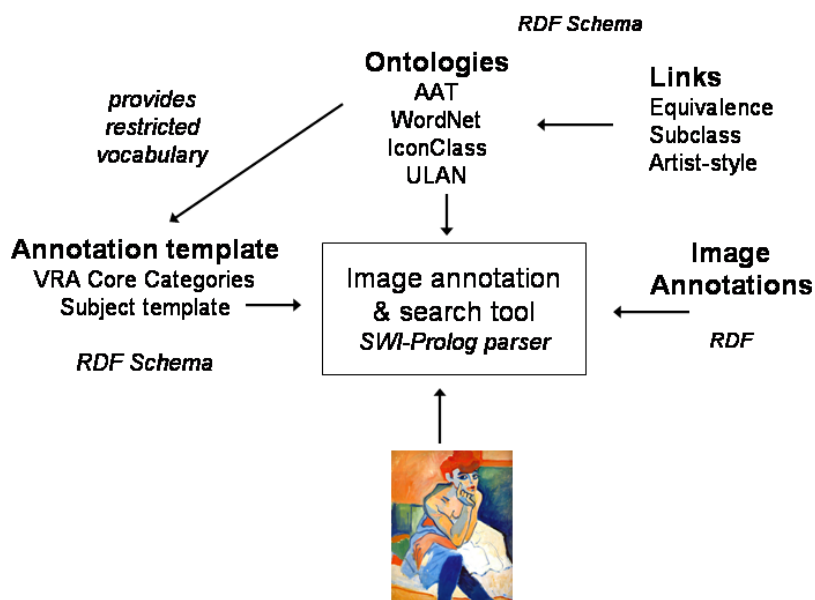 RDF Schema
Ontologies
AAT
WordNet
IconClass
ULAN
Links
Equivalence
Subclass
Artist-style
provides
restricted
vocabulary
Annotation template
VRA Core Categories
Subject template
RDF Schema
Image annotation
& search tool
SWI-Prolog parser
Image
Annotations
RDF